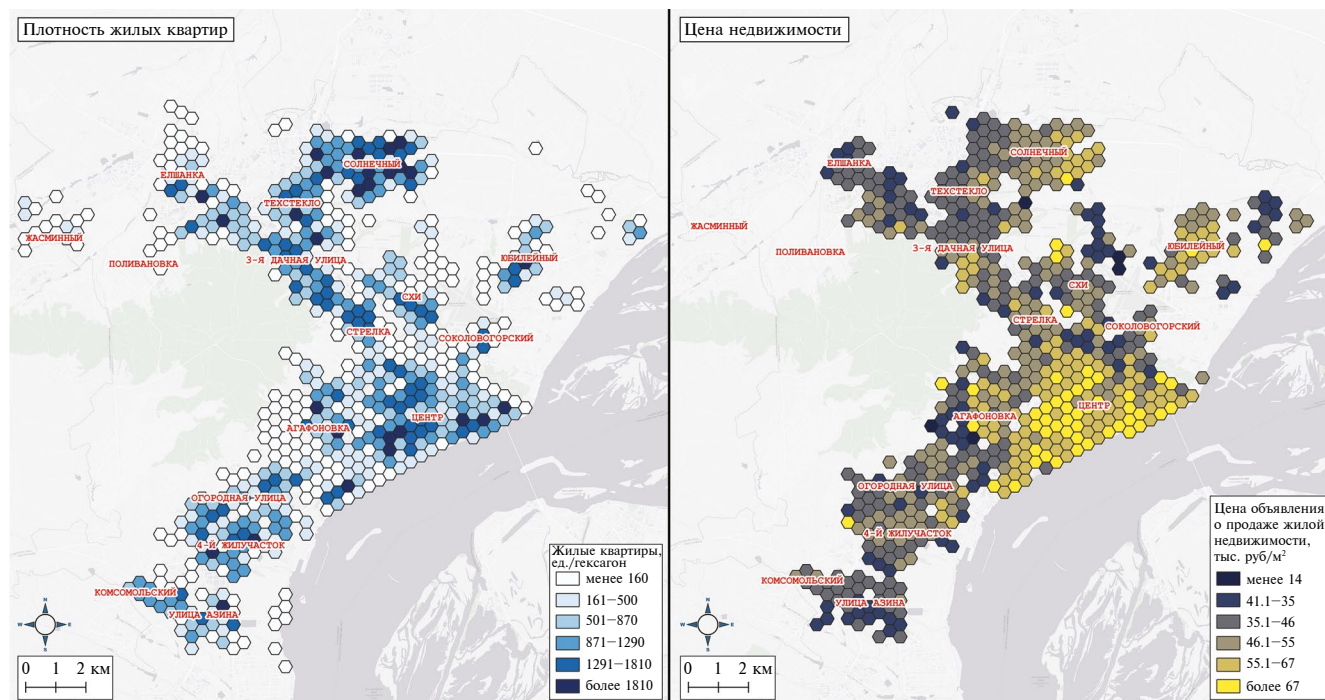 Плотность жилых квартир
СОЛНЕЧНЫЙ
ЕЛШАНКА
ТЕХСТЕКЛО
ЖАСМИННЫЙ
3-Я ДАЧНАЯ УЛИЦА
ЮБИЛЕЙНЫЙ
ПОЛИВАНОВКА
СХИ
СТРЕЛКА
СОКОЛОВОГОРСКИЙ
ЦЕНТР
АГАФОНОВКА
ОГОРОДНАЯ УЛИЦА
4-Й ЖИЛУЧАСТОК
КОМСОМОЛЬСКИЙ
УЛИЦА АЗИНА
N
W E
S
0 1 2 км
Жилые квартиры,
ед./гексагон
менее 160
161–500
501–870
871–1290
1291–1810
более 1810
Цена недвижимости
СОЛНЕЧНЫЙ
ЕЛШАНКА
ТЕХСТЕКЛО
ЖАСМИННЫЙ
3-Я ДАЧНАЯ УЛИЦА
ЮБИЛЕЙНЫЙ
ПОЛИВАНОВКА
СХИ
СТРЕЛКА
СОКОЛОВОГОРСКИЙ
ЦЕНТР
АГАФОНОВКА
ОГОРОДНАЯ УЛИЦА
4-Й ЖИЛУЧАСТОК
КОМСОМОЛЬСКИЙ
УЛИЦА АЗИНА
N
W E
S
0 1 2 км
Цена объявления
о продаже жилой
недвижимости,
тыс. руб/м²
менее 14
41.1–35
35.1–46
46.1–55
55.1–67
более 67